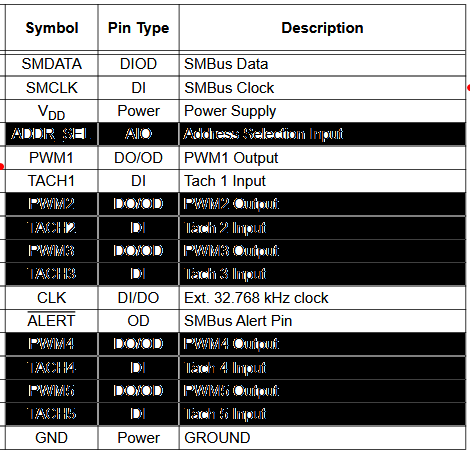 Symbol Pin Type Description
SMDATA DIOD SMBus Data
SMCLK DI SMBus Clock
VDD Power Power Supply
ADDR_SEL AIO Address Selection Input
PWM1 DO/OD PWM1 Output
TACH1 DI Tach 1 Input
PWM2 DO/OD PWM2 Output
TACH2 DI Tach 2 Input
PWM3 DO/OD PWM3 Output
TACH3 DI Tach 3 Input
CLK DI/DO Ext. 32.768 kHz clock
ALERT OD SMBus Alert Pin
PWM4 DO/OD PWM4 Output
TACH4 DI Tach 4 Input
PWM5 DO/OD PWM5 Output
TACH5 DI Tach 5 Input
GND Power GROUND